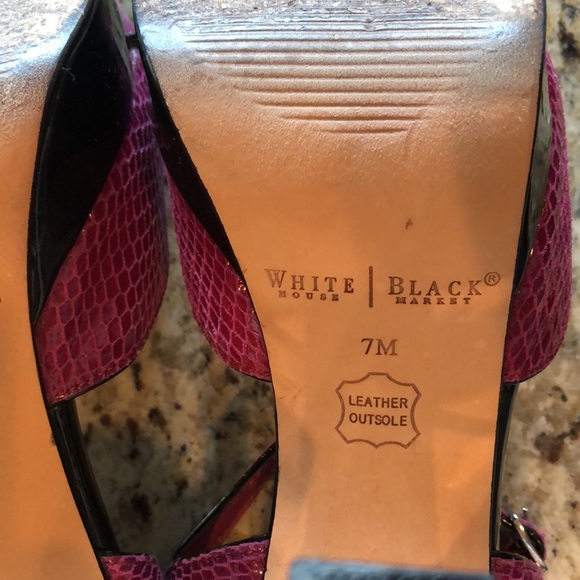 WHITE | BLACK®
HOUSE MARKET
7M
LEATHER
OUTSOLE